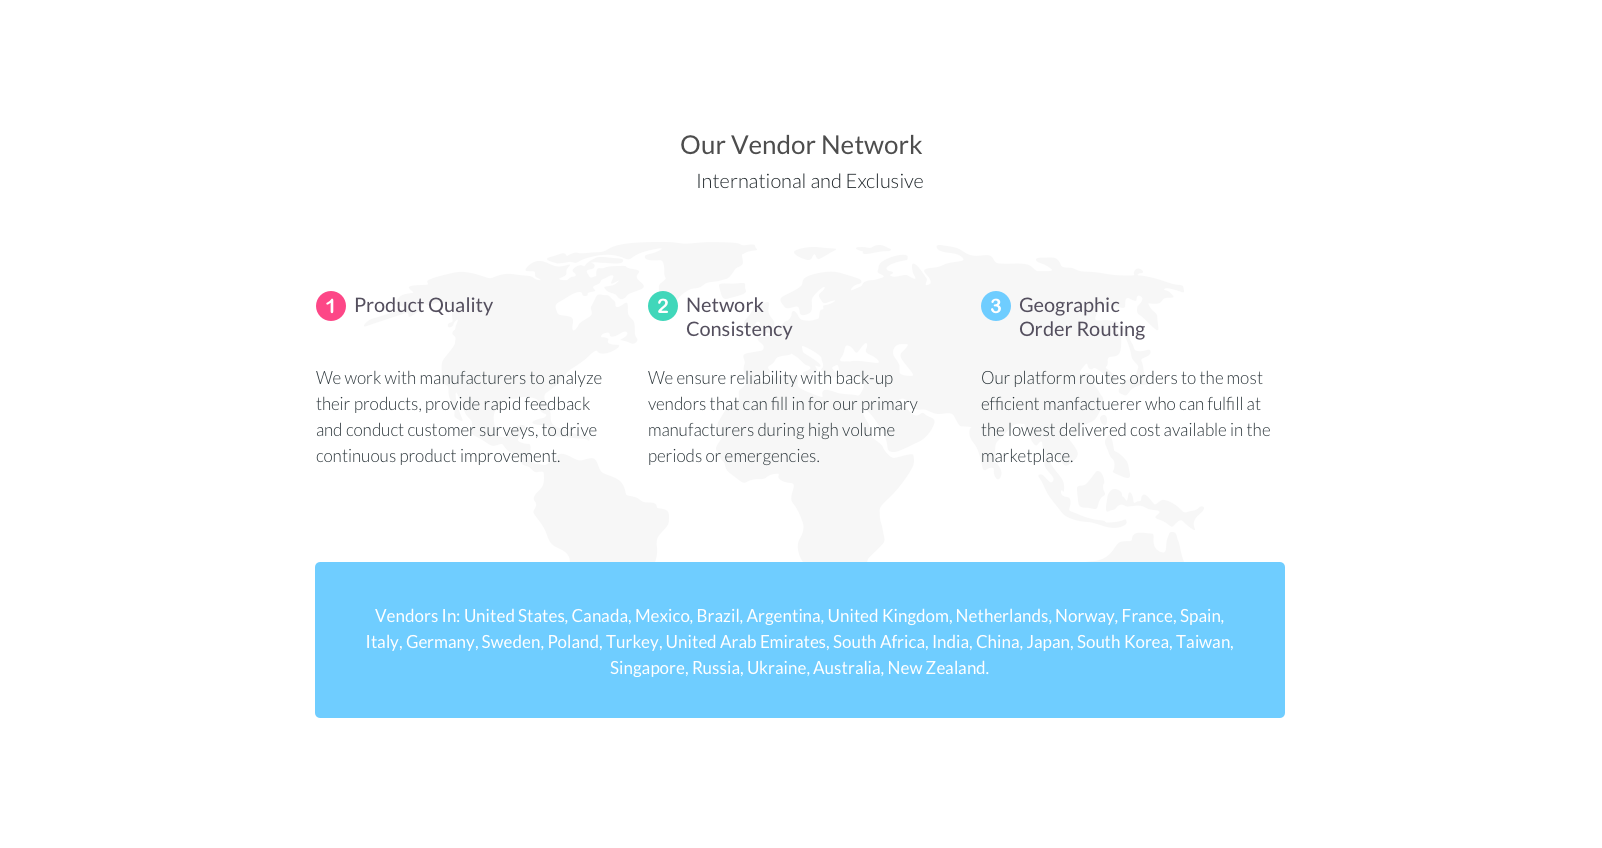 Our Vendor Network
International and Exclusive
1 Product Quality
We work with manufacturers to analyze
their products, provide rapid feedback
and conduct customer surveys, to drive
continuous product improvement.
2 Network
Consistency
We ensure reliability with back-up
vendors that can fill in for our primary
manufacturers during high volume
periods or emergencies.
3 Geographic
Order Routing
Our platform routes orders to the most
efficient manfactuerer who can fulfill at
the lowest delivered cost available in the
marketplace.
Vendors In: United States, Canada, Mexico, Brazil, Argentina, United Kingdom, Netherlands, Norway, France, Spain,
Italy, Germany, Sweden, Poland, Turkey, United Arab Emirates, South Africa, India, China, Japan, South Korea, Taiwan,
Singapore, Russia, Ukraine, Australia, New Zealand.